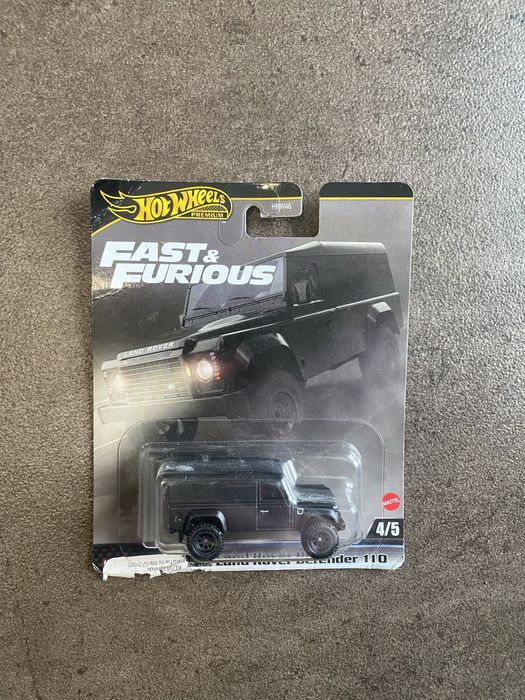 HOT WHEELS
PREMIUM
HNW46
FAST &
FURIOUS
LAND ROVER
MATTEL
4/5
Land Rover Defender 110